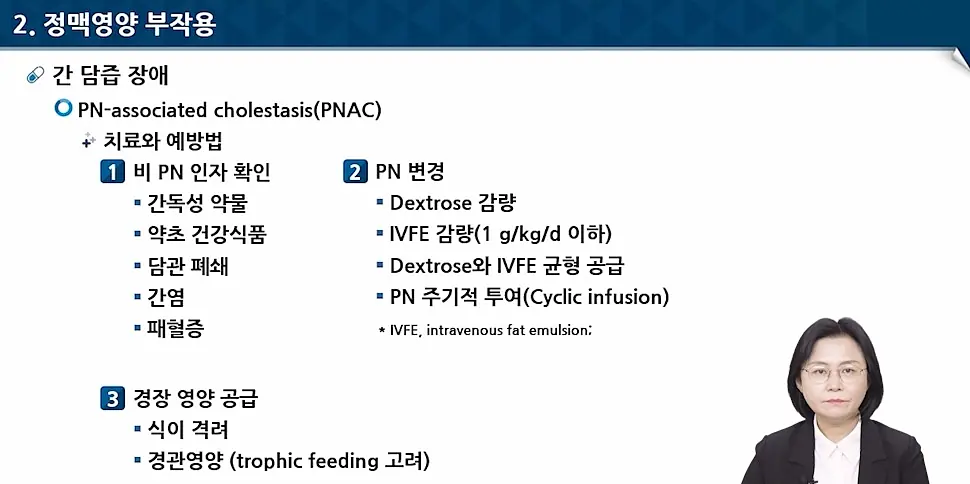 2. 정맥영양 부작용
간 담즙 장애
PN-associated cholestasis(PNAC)
치료와 예방법
1 비 PN 인자 확인
▪ 간독성 약물
▪ 약초 건강식품
▪ 담관 폐쇄
▪ 간염
▪ 패혈증
2 PN 변경
▪ Dextrose 감량
▪ IVFE 감량(1 g/kg/d 이하)
▪ Dextrose와 IVFE 균형 공급
▪ PN 주기적 투여(Cyclic infusion)
* IVFE, intravenous fat emulsion;
3 경장 영양 공급
▪ 식이 격려
▪ 경관영양 (trophic feeding 고려)